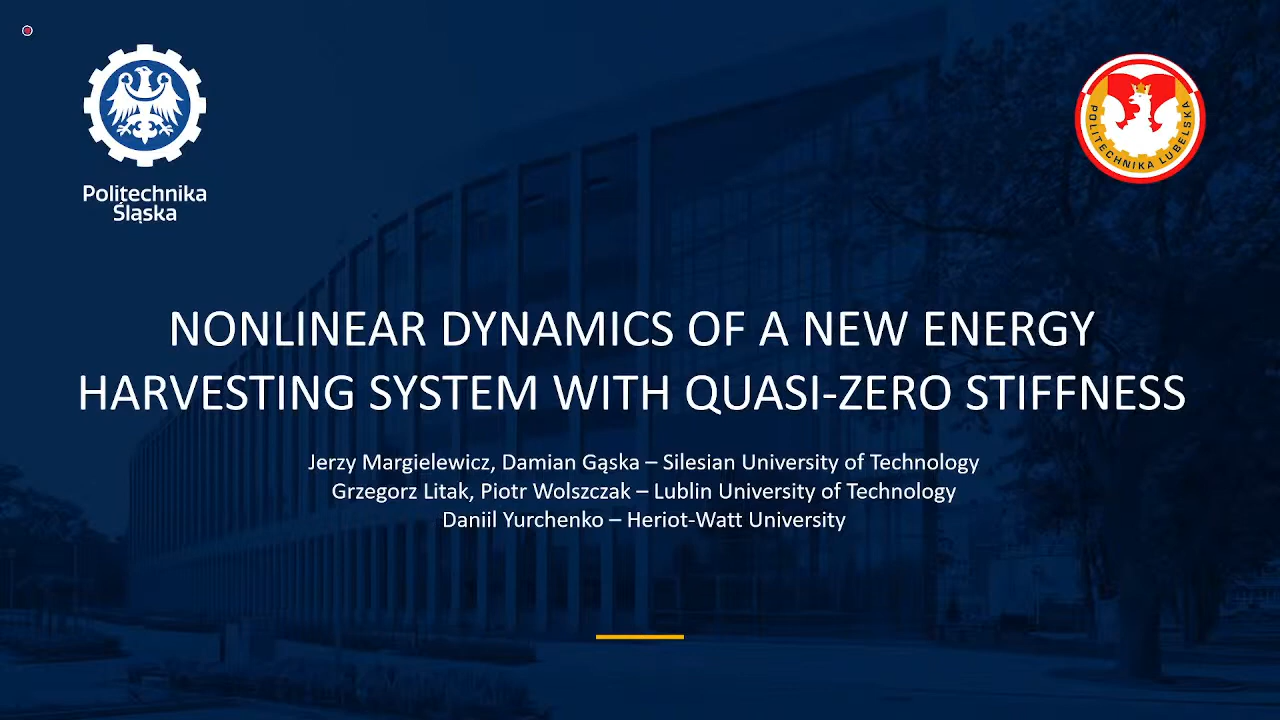 Politechnika
Śląska
POLITECHNIKA LUBELSKA
NONLINEAR DYNAMICS OF A NEW ENERGY
HARVESTING SYSTEM WITH QUASI-ZERO STIFFNESS
Jerzy Margielewicz, Damian Gąska – Silesian University of Technology
Grzegorz Litak, Piotr Wolszczak – Lublin University of Technology
Daniil Yurchenko – Heriot-Watt University